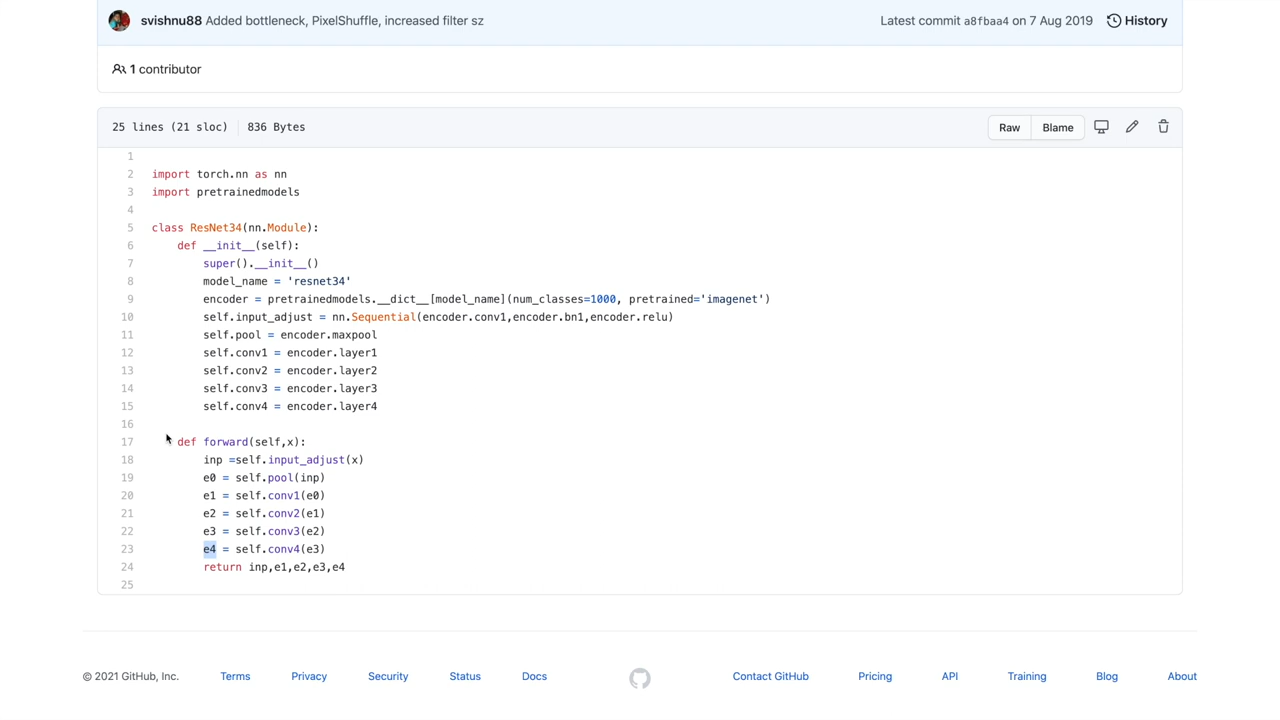 svishnu88 Added bottleneck, PixelShuffle, increased filter sz
Latest commit a8fbaa4 on 7 Aug 2019 History
1 contributor
25 lines (21 sloc) 836 Bytes
Raw Blame
1
2 import torch.nn as nn
3 import pretrainedmodels
4
5 class ResNet34(nn.Module):
6 def __init__(self):
7 super().__init__()
8 model_name = 'resnet34'
9 encoder = pretrainedmodels.__dict__[model_name](num_classes=1000, pretrained='imagenet')
10 self.input_adjust = nn.Sequential(encoder.conv1,encoder.bn1,encoder.relu)
11 self.pool = encoder.maxpool
12 self.conv1 = encoder.layer1
13 self.conv2 = encoder.layer2
14 self.conv3 = encoder.layer3
15 self.conv4 = encoder.layer4
16
17 def forward(self,x):
18 inp =self.input_adjust(x)
19 e0 = self.pool(inp)
20 e1 = self.conv1(e0)
21 e2 = self.conv2(e1)
22 e3 = self.conv3(e2)
23 e4 = self.conv4(e3)
24 return inp,e1,e2,e3,e4
25
© 2021 GitHub, Inc. Terms Privacy Security Status Docs Contact GitHub Pricing API Training Blog About